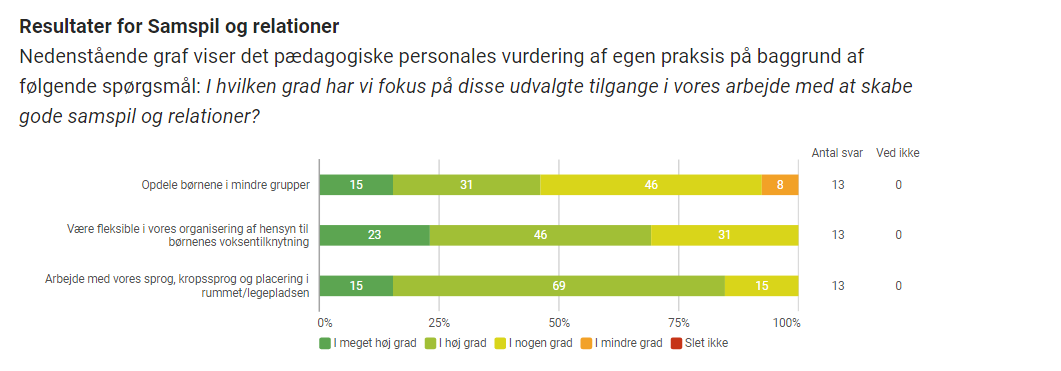 Resultater for Samspil og relationer
Nedenstående graf viser det pædagogiske personales vurdering af egen praksis på baggrund af
følgende spørgsmål: I hvilken grad har vi fokus på disse udvalgte tilgange i vores arbejde med at skabe
gode samspil og relationer?
Antal svar Ved ikke
Opdele børnene i mindre grupper 15 31 46 8 13 0
Være fleksible i vores organisering af hensyn til
børnenes voksentilknytning 23 46 31 13 0
Arbejde med vores sprog, kropssprog og placering i
rummet/legepladsen 15 69 15 13 0
0% 25% 50% 75% 100%
I meget høj grad I høj grad I nogen grad I mindre grad Slet ikke